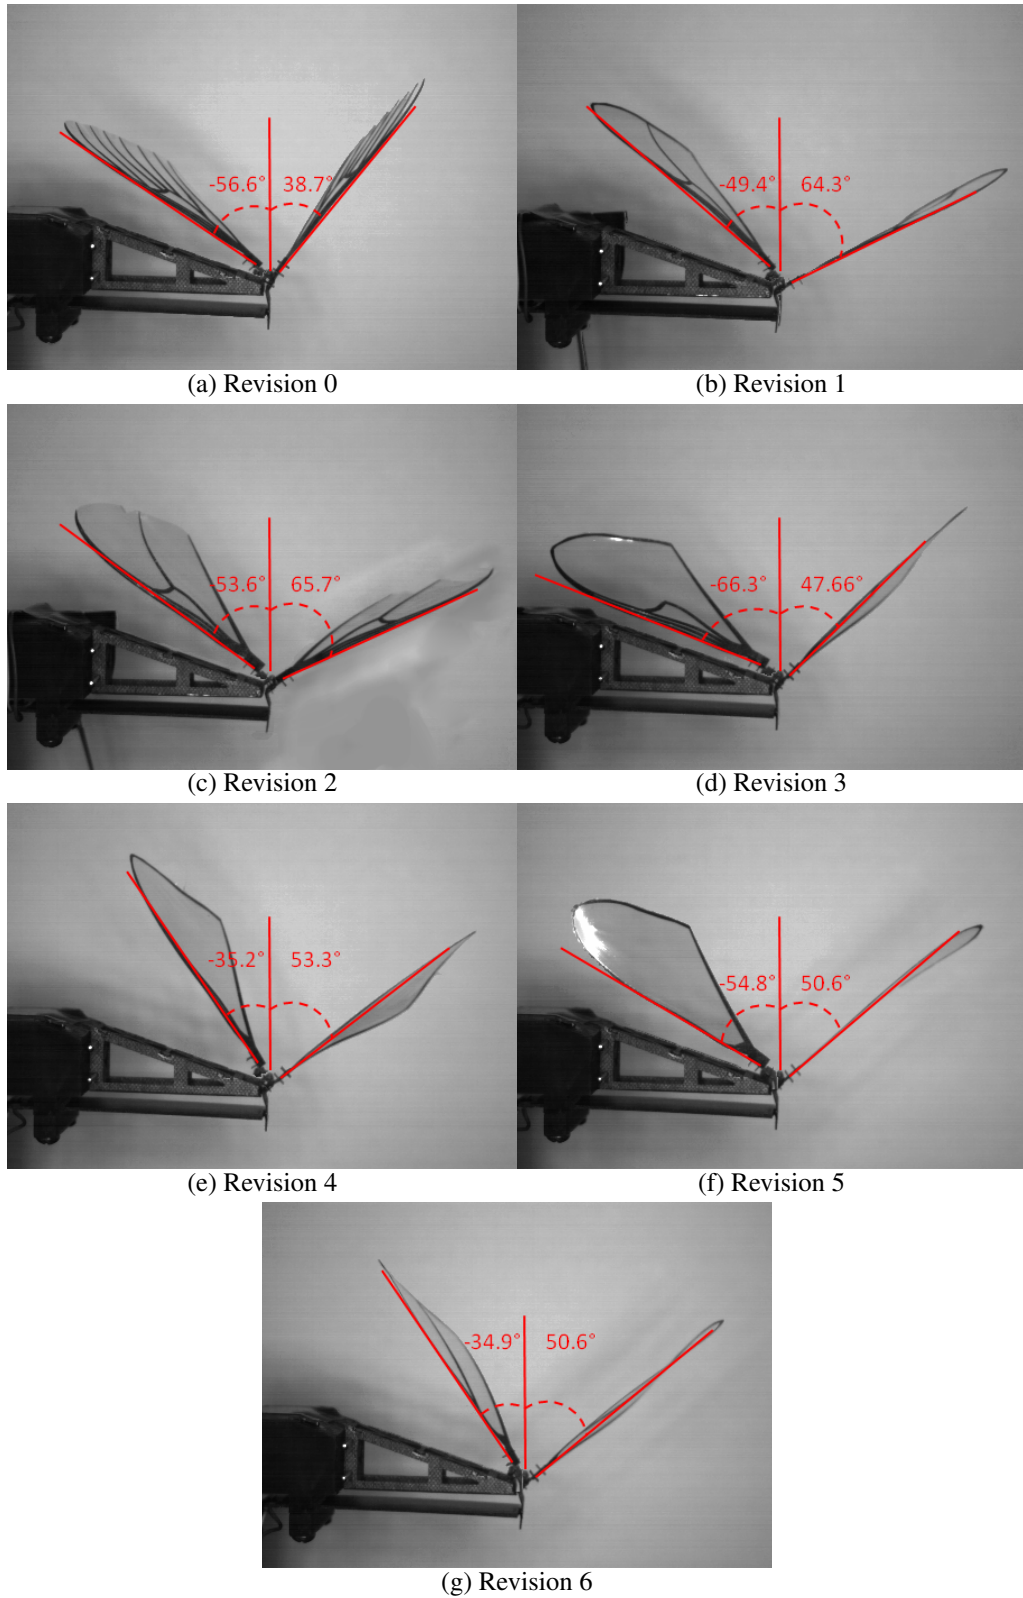 -56.6° 38.7°
-49.4° 64.3°
(a) Revision 0
(b) Revision 1
53.6° 65.7°
-66.3° 47.66°
(c) Revision 2
(d) Revision 3
-35.2° 53.3°
-54.8° 50.6°
(e) Revision 4
(f) Revision 5
-34.9° 50.6°
(g) Revision 6